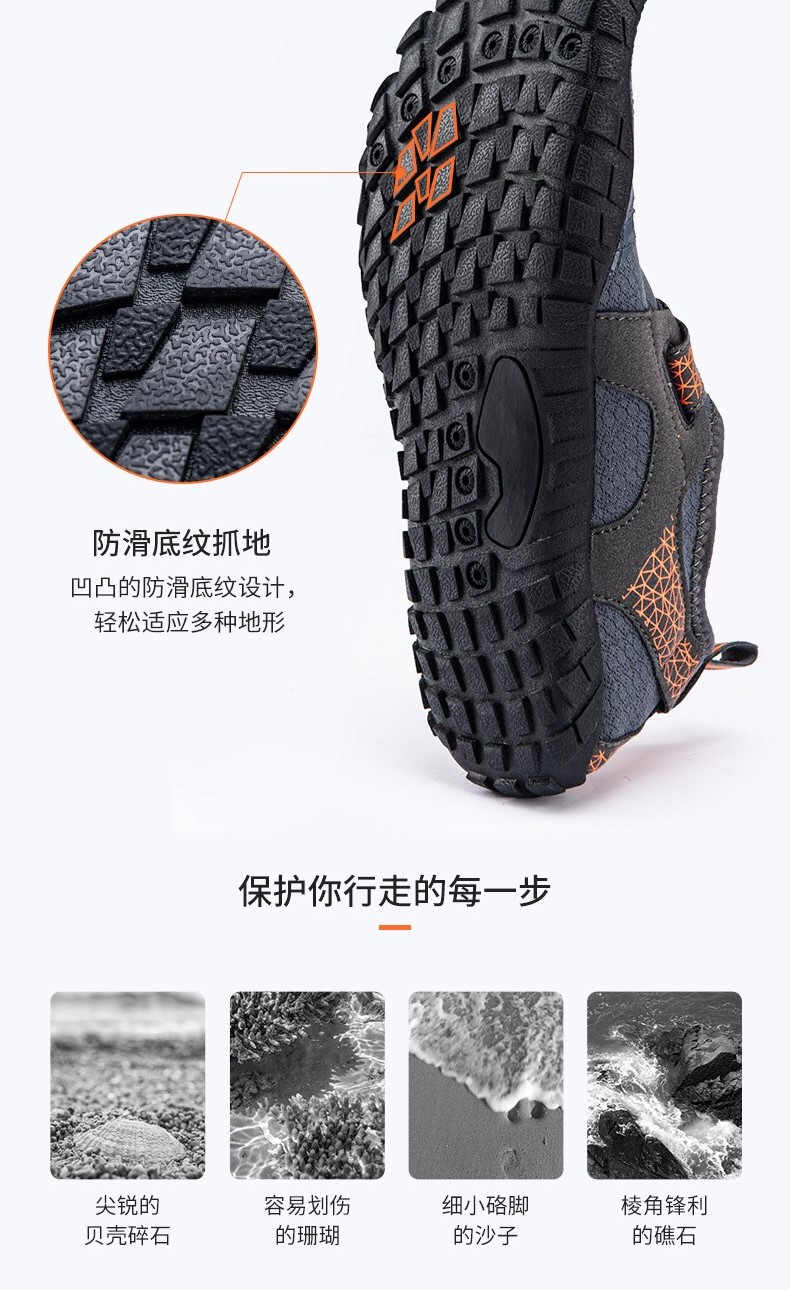 防滑底纹抓地
凹凸的防滑底纹设计，
轻松适应多种地形
保护你行走的每一步
尖锐的
贝壳碎石
容易划伤
的珊瑚
细小硌脚
的沙子
棱角锋利
的礁石